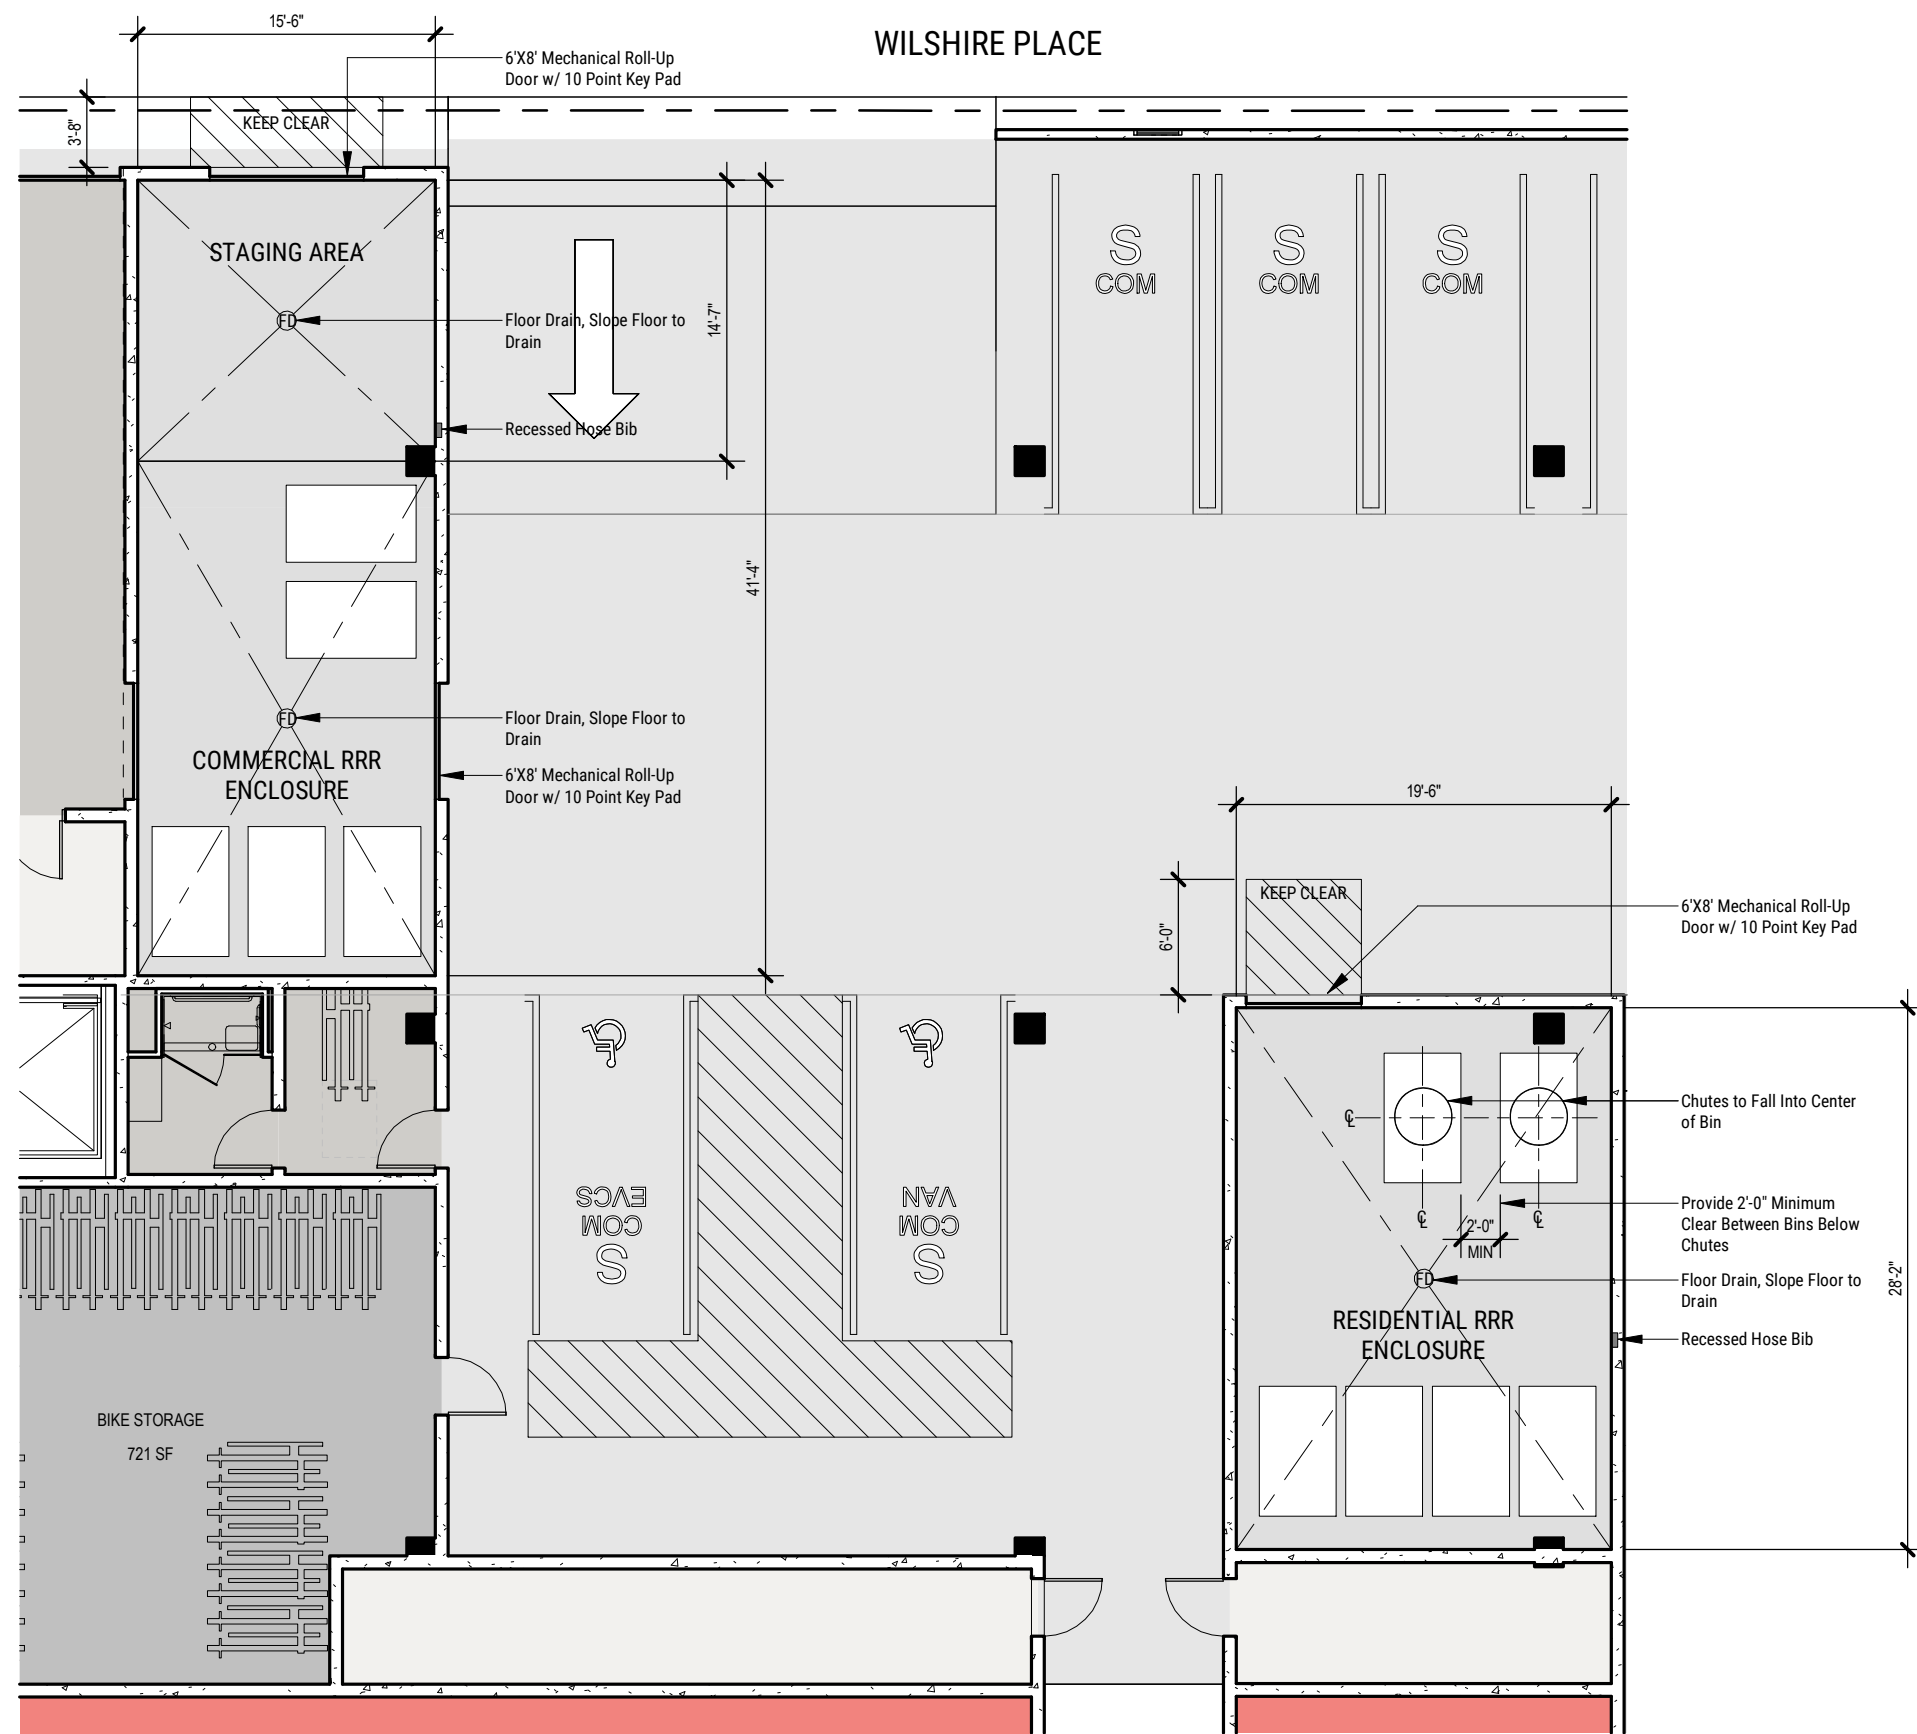 15'-6"
WILSHIRE PLACE
6'X8' Mechanical Roll-Up
Door w/ 10 Point Key Pad
KEEP CLEAR
3'-8"
STAGING AREA
S
COM
S
COM
S
COM
FD
Floor Drain, Slope Floor to
Drain
14'-7"
Recessed Hose Bib
41'-4"
FD
Floor Drain, Slope Floor to
Drain
COMMERCIAL RRR
ENCLOSURE
6'X8' Mechanical Roll-Up
Door w/ 10 Point Key Pad
19'-6"
KEEP CLEAR
6'-0"
6'X8' Mechanical Roll-Up
Door w/ 10 Point Key Pad
Chutes to Fall Into Center
of Bin
CL
EVCS
COM
S
VAN
COM
S
CL
CL
2'-0"
MIN
Provide 2'-0" Minimum
Clear Between Bins Below
Chutes
FD
Floor Drain, Slope Floor to
Drain
28'-2"
RESIDENTIAL RRR
ENCLOSURE
Recessed Hose Bib
BIKE STORAGE
721 SF